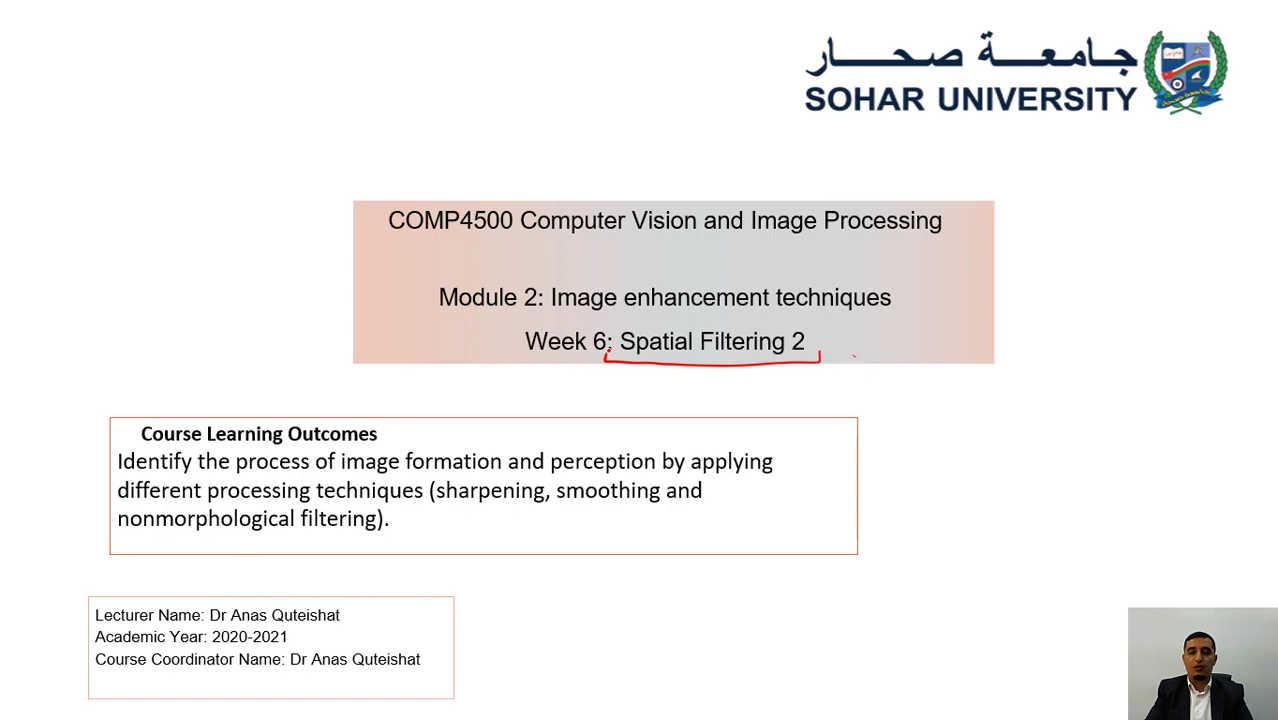 جامعة صحار
SOHAR UNIVERSITY
COMP4500 Computer Vision and Image Processing
Module 2: Image enhancement techniques
Week 6: Spatial Filtering 2
Course Learning Outcomes
Identify the process of image formation and perception by applying
different processing techniques (sharpening, smoothing and
nonmorphological filtering).
Lecturer Name: Dr Anas Quteishat
Academic Year: 2020-2021
Course Coordinator Name: Dr Anas Quteishat